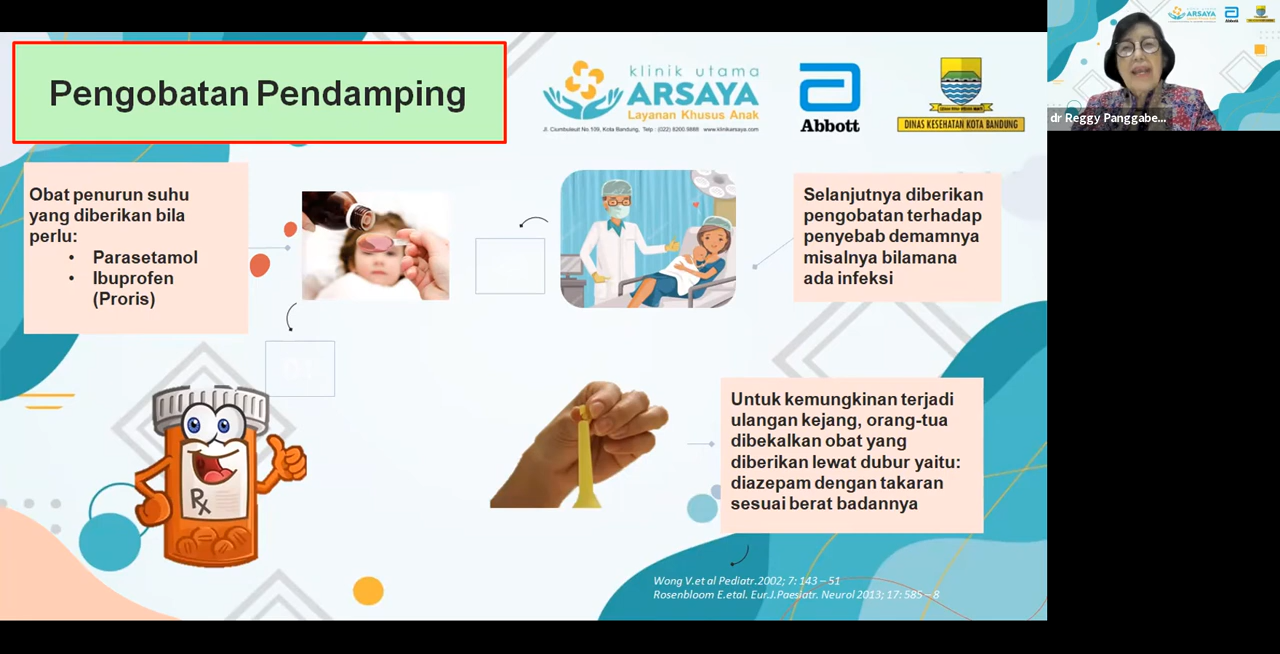 Pengobatan Pendamping
klinik utama
ARSAYA
Layanan Khusus Anak
Jl. Ciumbuleuit No.109, Kota Bandung, Telp : (022) 8200.9888 www.klinikarsaya.com
Abbott
DINAS KESEHATAN KOTA BANDUNG
Obat penurun suhu
yang diberikan bila
perlu:
• Parasetamol
• Ibuprofen
(Proris)
Selanjutnya diberikan
pengobatan terhadap
penyebab demamnya
misalnya bilamana
ada infeksi
Rx
Untuk kemungkinan terjadi
ulangan kejang, orang-tua
dibekalkan obat yang
diberikan lewat dubur yaitu:
diazepam dengan takaran
sesuai berat badannya
Wong V.et al Pediatr.2002; 7: 143 – 51
Rosenbloom E.etal. Eur.J.Paesiatr. Neurol 2013; 17: 585 – 8
ARSAYA
Abbott
dr Reggy Panggabe...